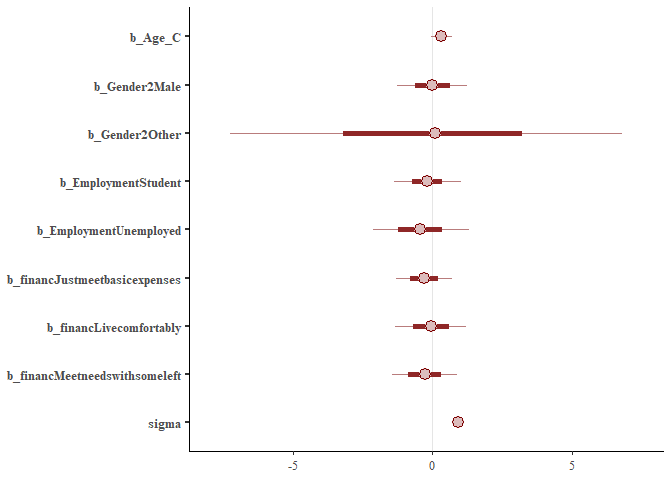 b_Age_C
b_Gender2Male
b_Gender2Other
b_EmploymentStudent
b_EmploymentUnemployed
b_financJustmeetbasicexpenses
b_financLivecomfortably
b_financMeetneedswithsomeleft
sigma
-5 0 5